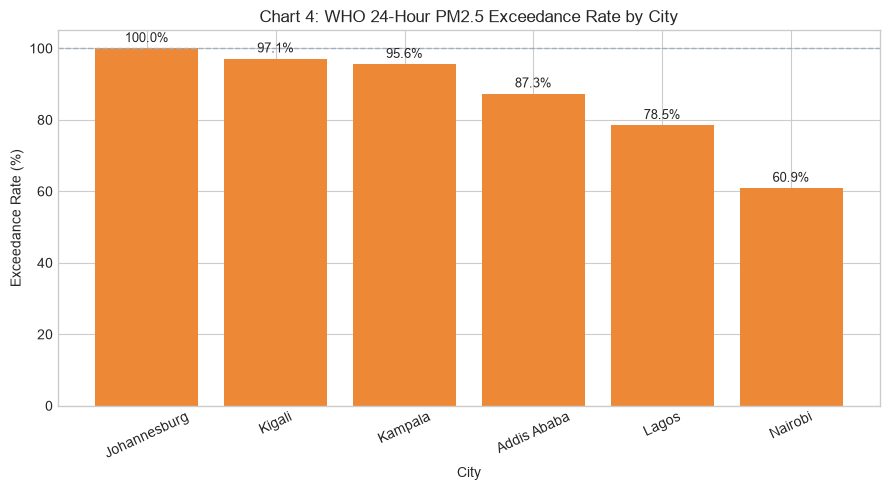 Chart 4: WHO 24-Hour PM2.5 Exceedance Rate by City
Exceedance Rate (%)
100
80
60
40
20
0
100.0%
97.1%
95.6%
87.3%
78.5%
60.9%
Johannesburg
Kigali
Kampala
Addis Ababa
Lagos
Nairobi
City